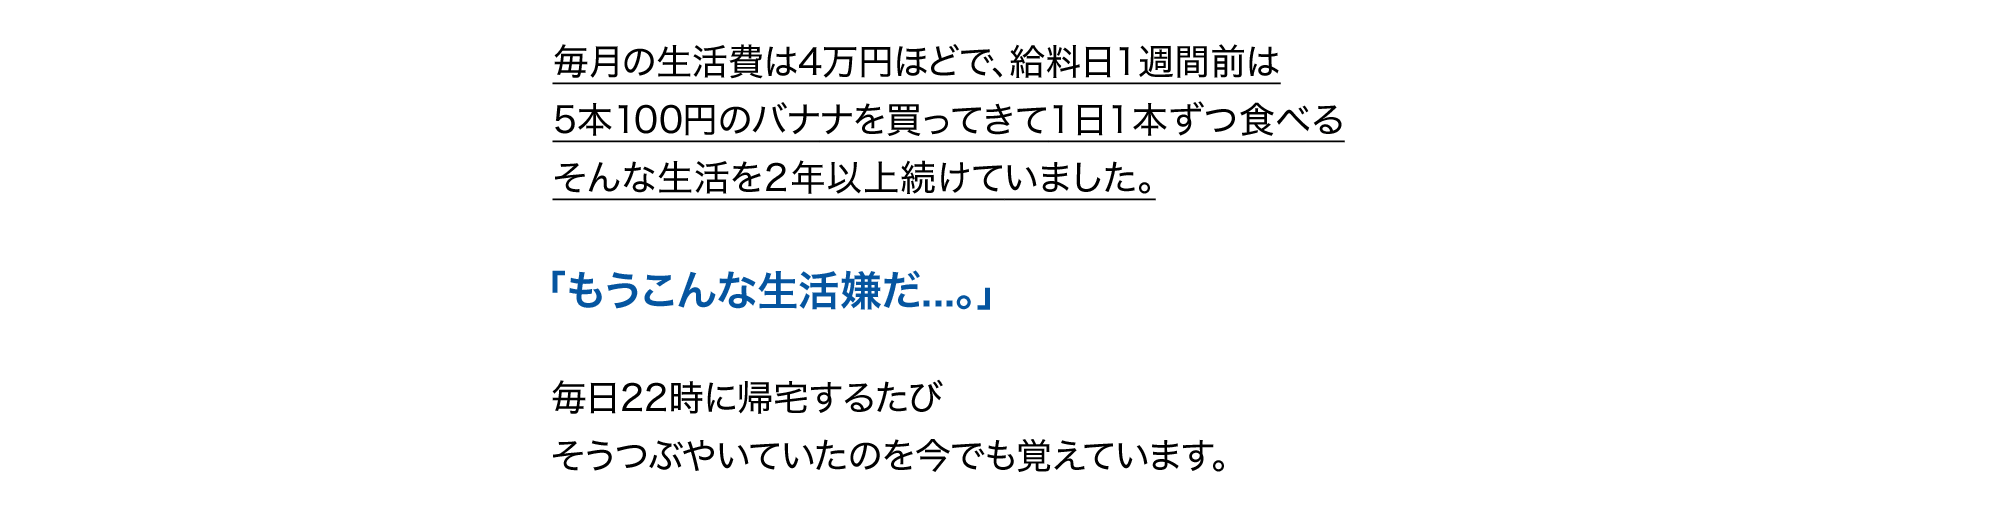 毎月の生活費は4万円ほどで、給料日1週間前は
5本100円のバナナを買ってきて1日1本ずつ食べる
そんな生活を2年以上続けていました。
「もうこんな生活嫌だ...。」
毎日22時に帰宅するたび
そうつぶやいていたのを今でも覚えています。